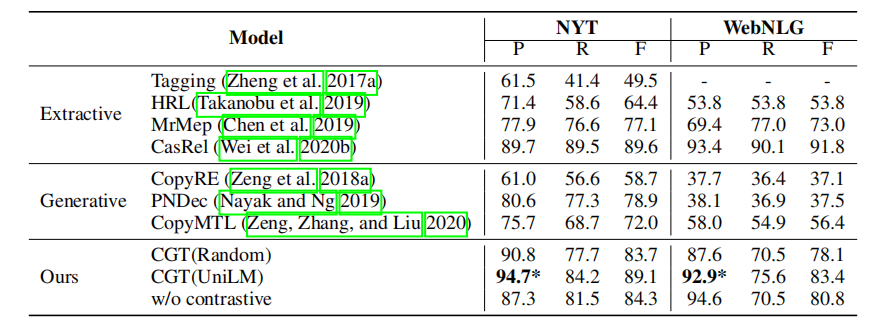 Model NYT WebNLG
P R F P R F
Extractive
Tagging (Zheng et al. 2017a) 61.5 41.4 49.5 - - -
HRL(Takanobu et al. 2019) 71.4 58.6 64.4 53.8 53.8 53.8
MrMep (Chen et al. 2019) 77.9 76.6 77.1 69.4 77.0 73.0
CasRel (Wei et al. 2020b) 89.7 89.5 89.6 93.4 90.1 91.8
Generative
CopyRE (Zeng et al. 2018a) 61.0 56.6 58.7 37.7 36.4 37.1
PNDec (Nayak and Ng 2019) 80.6 77.3 78.9 38.1 36.9 37.5
CopyMTL (Zeng, Zhang, and Liu 2020) 75.7 68.7 72.0 58.0 54.9 56.4
Ours
CGT(Random) 90.8 77.7 83.7 87.6 70.5 78.1
CGT(UniLM) 94.7* 84.2 89.1 92.9* 75.6 83.4
w/o contrastive 87.3 81.5 84.3 94.6 70.5 80.8